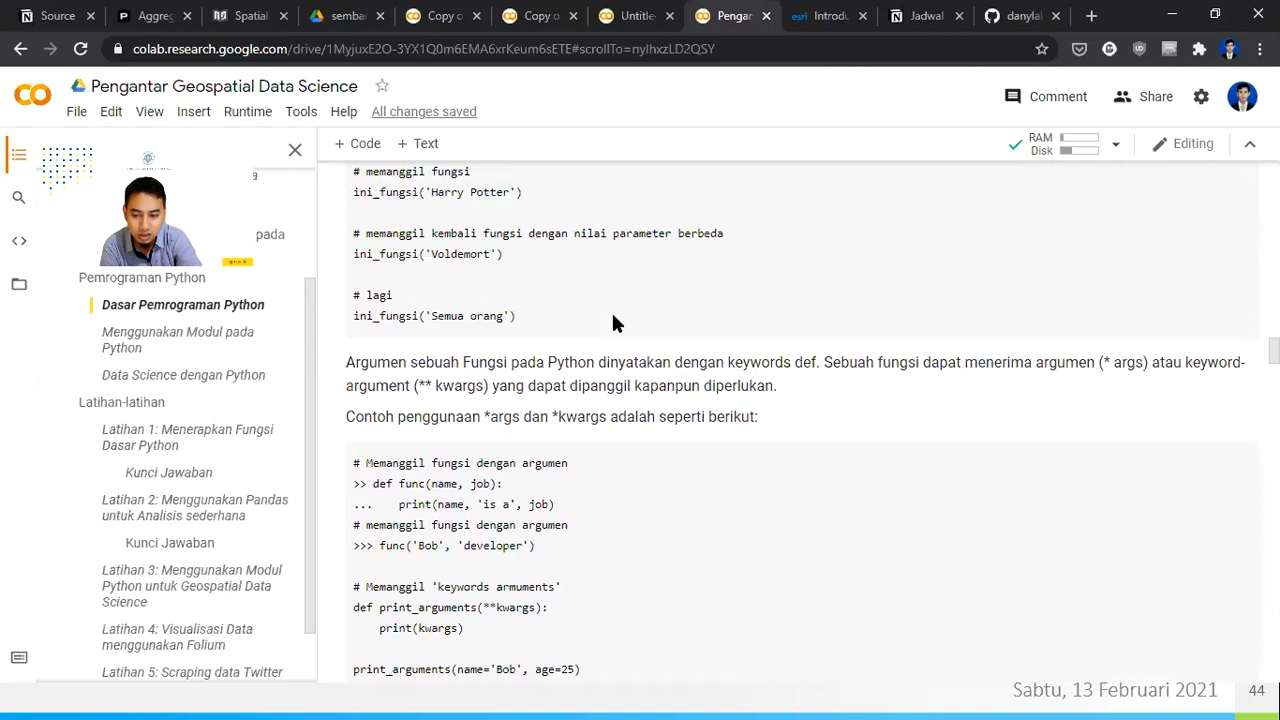 Source
Aggreg
Spatial
semba
Copy o
Copy o
Untitle
Pengar
Introdu
Jadwal
danylal
colab.research.google.com/drive/1MyjuxE2O-3YX1Q0m6EMA6xrKeum6sETE#scrollTo=nylhxzLD2QSY
Pengantar Geospatial Data Science
File Edit View Insert Runtime Tools Help All changes saved
Comment Share
+ Code + Text
RAM
Disk
Editing
pada
Pemrograman Python
Dasar Pemrograman Python
Menggunakan Modul pada
Python
Data Science dengan Python
Latihan-latihan
Latihan 1: Menerapkan Fungsi
Dasar Python
Kunci Jawaban
Latihan 2: Menggunakan Pandas
untuk Analisis sederhana
Kunci Jawaban
Latihan 3: Menggunakan Modul
Python untuk Geospatial Data
Science
Latihan 4: Visualisasi Data
menggunakan Folium
Latihan 5: Scraping data Twitter
# memanggil fungsi
ini_fungsi('Harry Potter')
# memanggil kembali fungsi dengan nilai parameter berbeda
ini_fungsi('Voldemort')
# lagi
ini_fungsi('Semua orang')
Argumen sebuah Fungsi pada Python dinyatakan dengan keywords def. Sebuah fungsi dapat menerima argumen (* args) atau keyword-
argument (** kwargs) yang dapat dipanggil kapanpun diperlukan.
Contoh penggunaan *args dan *kwargs adalah seperti berikut:
# Memanggil fungsi dengan argumen
>> def func(name, job):
...    print(name, 'is a', job)
# memanggil fungsi dengan argumen
>>> func('Bob', 'developer')
# Memanggil 'keywords armuments'
def print_arguments(**kwargs):
    print(kwargs)
print_arguments(name='Bob', age=25)
Sabtu, 13 Februari 2021
44